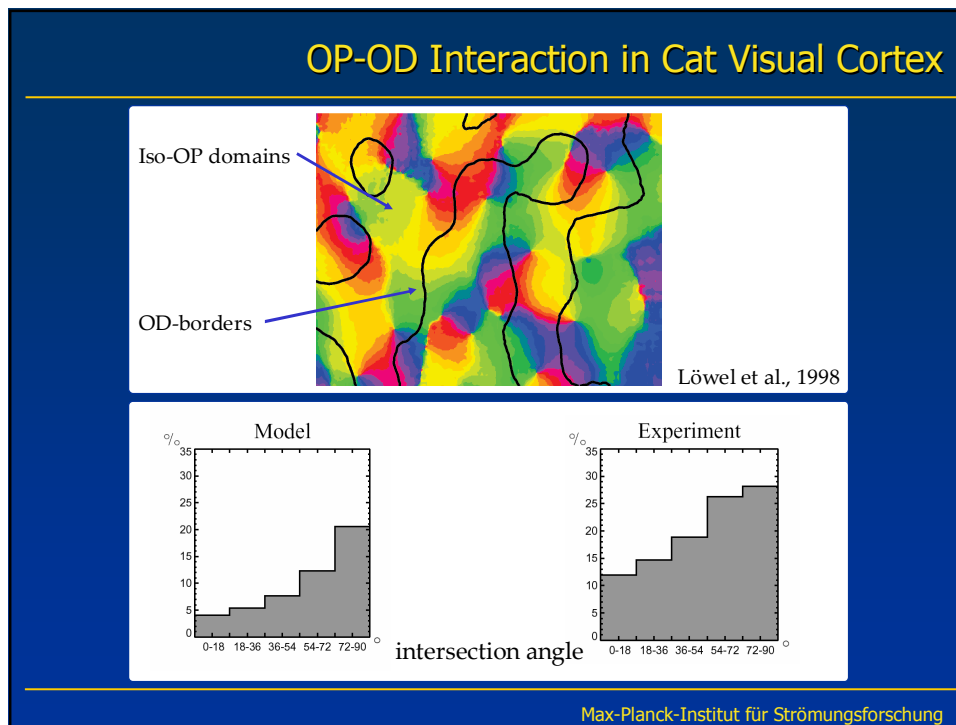 OP-OD Interaction in Cat Visual Cortex
Iso-OP domains
OD-borders
Löwel et al., 1998
Model
%
35
30
25
20
15
10
5
0
0-18 18-36 36-54 54-72 72-90 °
Experiment
%
35
30
25
20
15
10
5
0
0-18 18-36 36-54 54-72 72-90 °
intersection angle
Max-Planck-Institut für Strömungsforschung